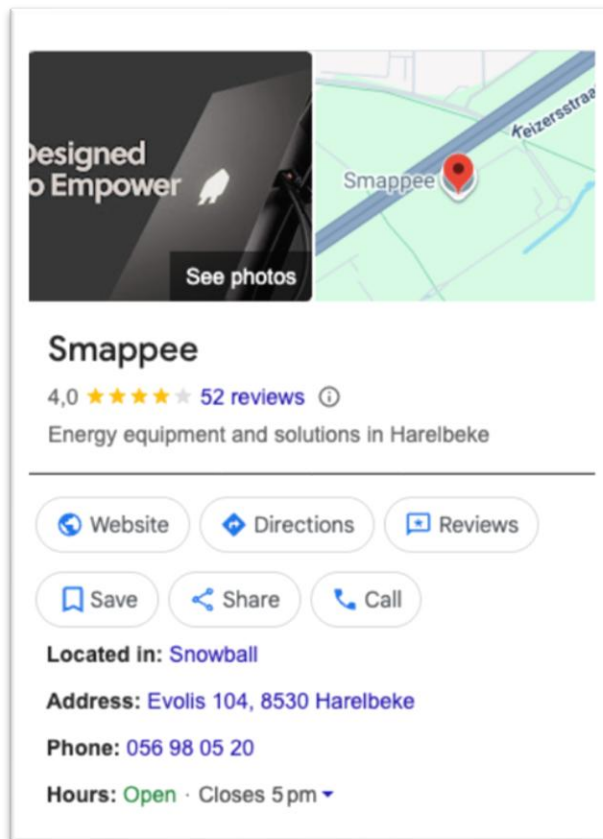 Designed
o Empower
See photos
Keizersstraa
Smappee
Smappee
4,0 52 reviews
Energy equipment and solutions in Harelbeke
Website Directions Reviews
Save Share Call
Located in: Snowball
Address: Evolis 104, 8530 Harelbeke
Phone: 056 98 05 20
Hours: Open · Closes 5 pm